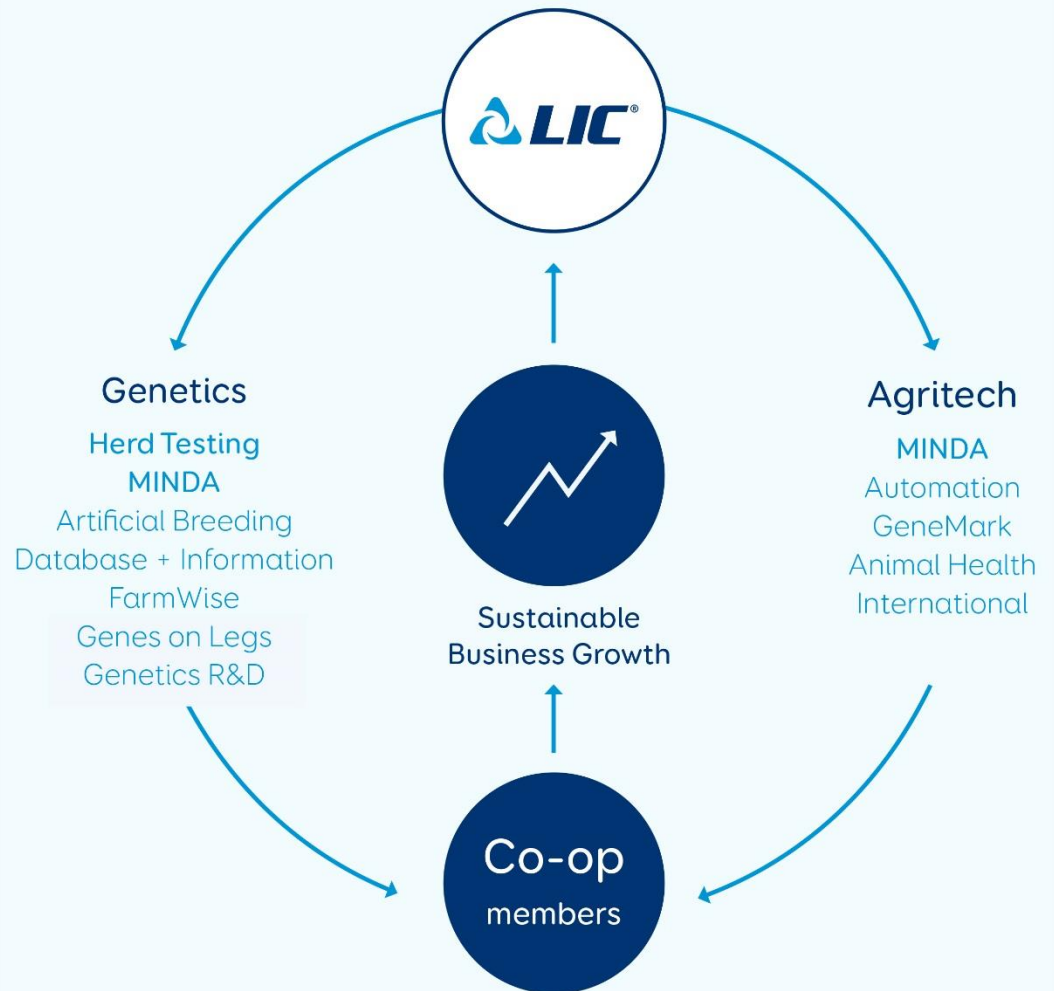 LIC®
Genetics
Herd Testing
MINDA
Artificial Breeding
Database + Information
FarmWise
Genes on Legs
Genetics R&D
Sustainable
Business Growth
Agritech
MINDA
Automation
GeneMark
Animal Health
International
Co-op
members